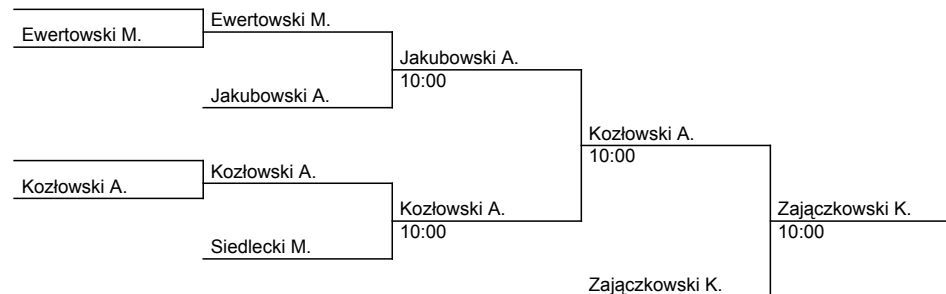 Ewertowski M.
Ewertowski M.
Jakubowski A.
10:00
Jakubowski A.
Kozłowski A.
10:00
Kozłowski A.
Kozłowski A.
Kozłowski A.
10:00
Zajączkowski K.
10:00
Siedlecki M.
Zajączkowski K.